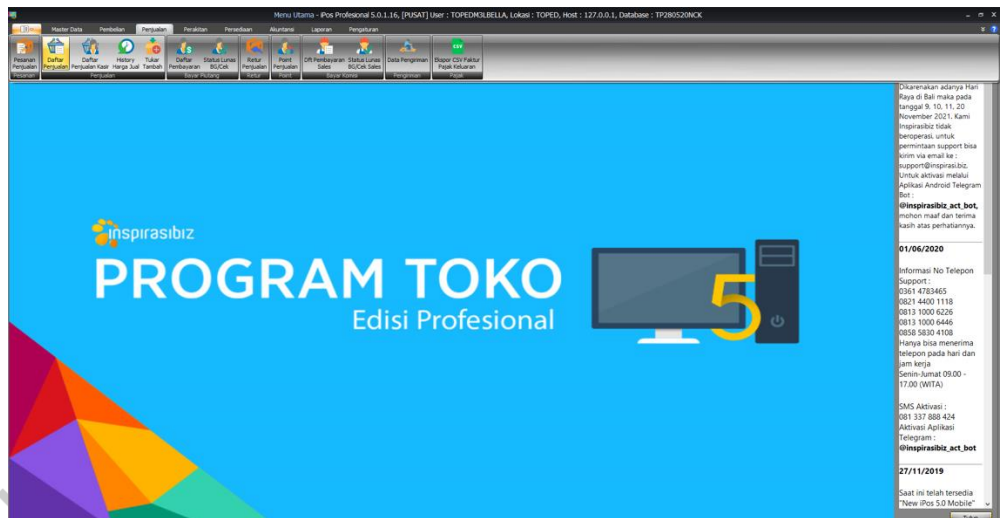 Menu Utama - iPos Profesional 5.0.1.16, [PUSAT] User : TOPEDM3LBELLA, Lokasi : TOPED, Host : 127.0.0.1, Database : TP280520NCK
Master Data Pembelian Penjualan Perakitan Persediaan Akuntansi Laporan Pengaturan
Pesanan Penjualan
Daftar Penjualan
Daftar Penjualan Kasir
History Harga Jual
Tukar Tambah
Daftar Pembayaran
Status Lunas BG/Cek
Retur Penjualan
Point Penjualan
Dft Pembayaran Sales
Status Lunas BG/Cek Sales
Data Pengiriman
CSV
Ekspor CSV Faktur Pajak Keluaran
Pesanan Penjualan Bayar Piutang Retur Point Bayar Komisi Pengiriman Pajak
inspirasibiz
PROGRAM TOKO
Edisi Profesional
5
Dikarenakan adanya Hari
Raya di Bali maka pada
tanggal 9, 10, 11, 20
November 2021. Kami
Inspirasibiz tidak
beroperasi, untuk
permintaan support bisa
kirim via email ke :
support@inspirasi.biz,
Untuk aktivasi melalui
Aplikasi Android Telegram
Bot :
@inspirasibiz_act_bot,
mohon maaf dan terima
kasih atas perhatiannya.
01/06/2020
Informasi No Telepon
Support :
0361 4783465
0821 4400 1118
0813 1000 6226
0813 1000 6446
0858 5830 4108
Hanya bisa menerima
telepon pada hari dan
jam kerja
Senin-Jumat 09.00 -
17.00 (WITA)
SMS Aktivasi :
081 337 888 424
Aktivasi Aplikasi
Telegram :
@inspirasibiz_act_bot
27/11/2019
Saat ini telah tersedia
"New iPos 5.0 Mobile"